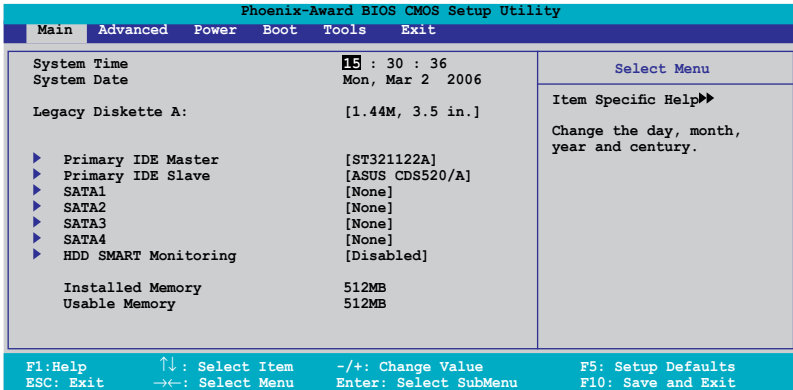 Phoenix-Award BIOS CMOS Setup Utility
Main Advanced Power Boot Tools Exit
System Time 15 : 30 : 36
System Date Mon, Mar 2 2006
Legacy Diskette A: [1.44M, 3.5 in.]
Primary IDE Master [ST321122A]
Primary IDE Slave [ASUS CDS520/A]
SATA1 [None]
SATA2 [None]
SATA3 [None]
SATA4 [None]
HDD SMART Monitoring [Disabled]
Installed Memory 512MB
Usable Memory 512MB
Select Menu
Item Specific Help
Change the day, month,
year and century.
F1:Help ↑↓: Select Item -/+: Change Value F5: Setup Defaults
ESC: Exit →←: Select Menu Enter: Select SubMenu F10: Save and Exit